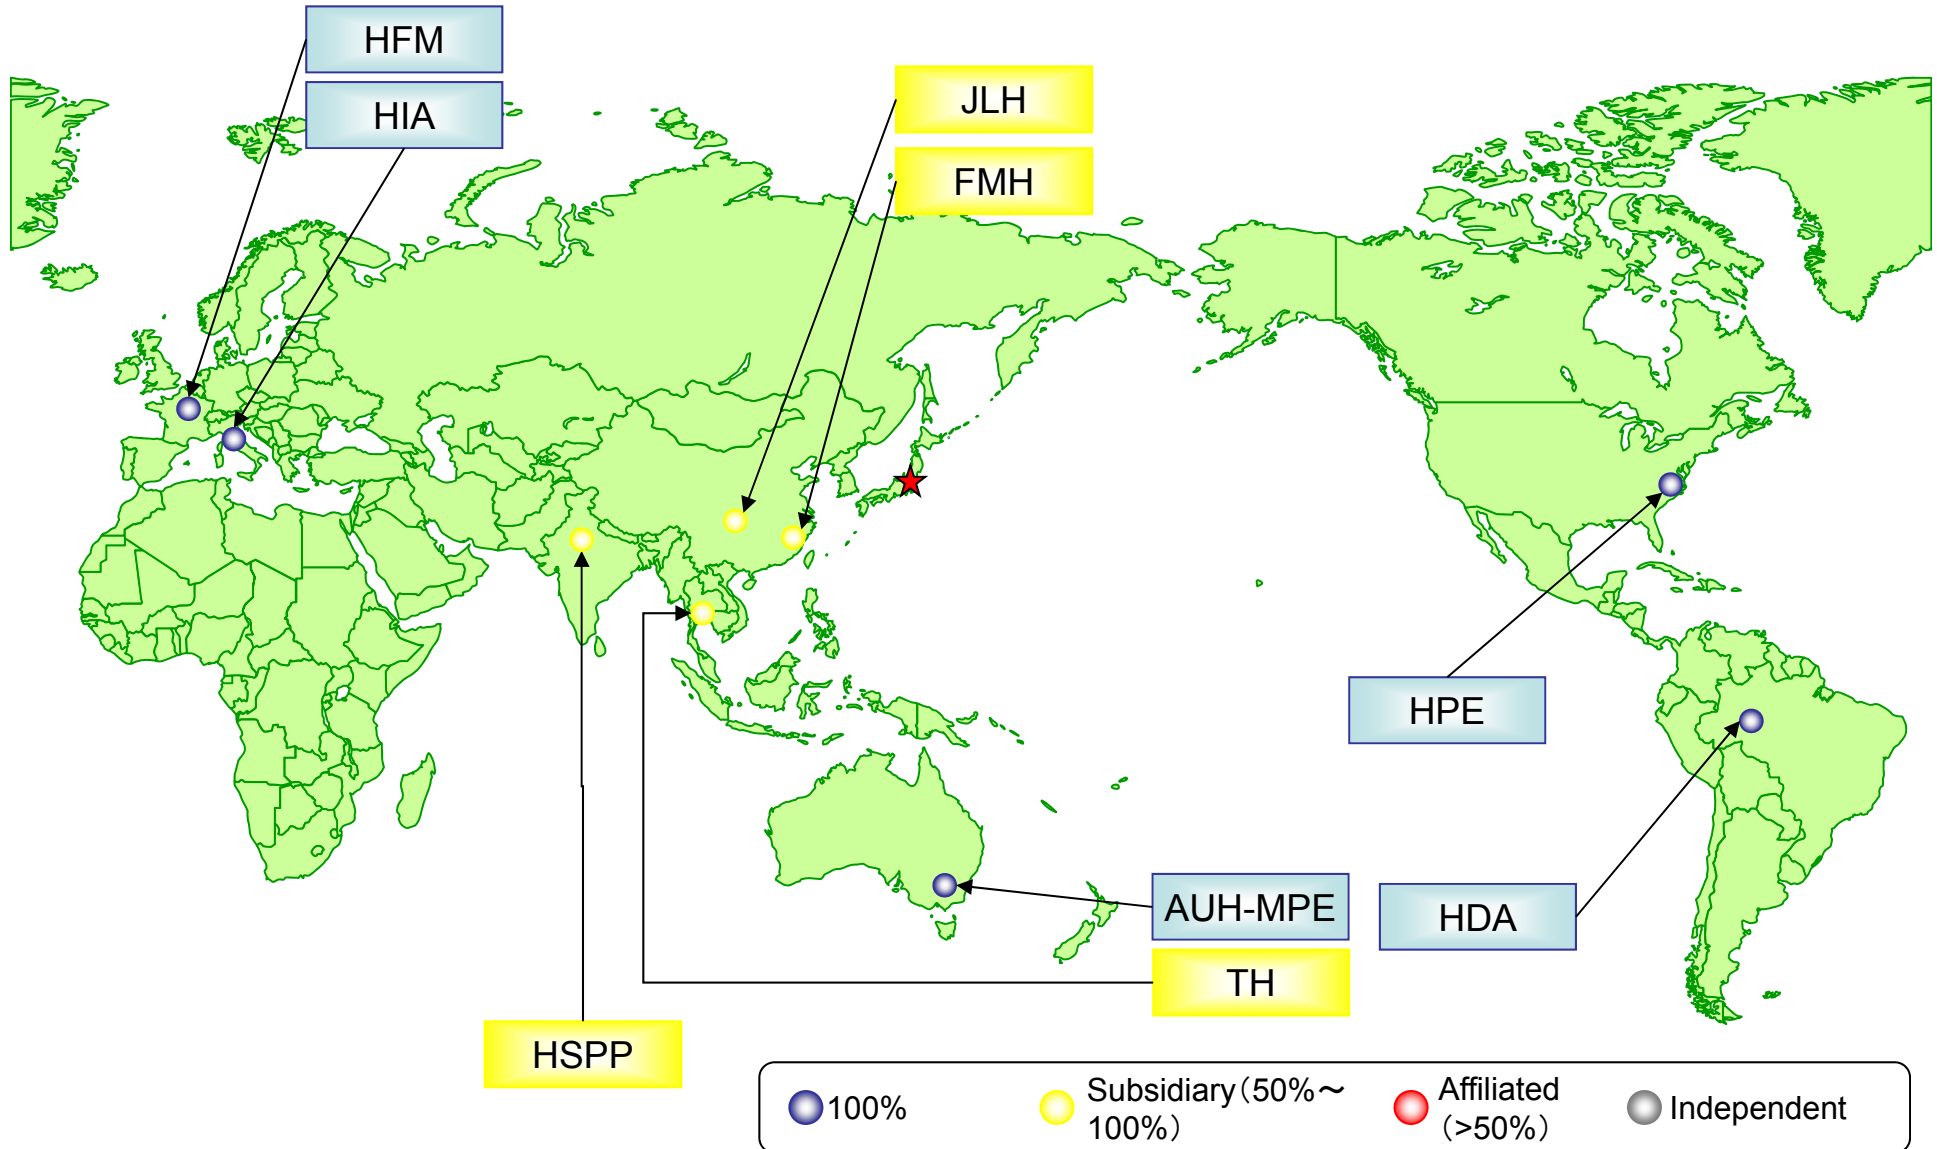 HFM
HIA
JLH
FMH
HPE
AUH-MPE
HDA
TH
HSPP
100%
Subsidiary（50%～
100%）
Affiliated
（>50%）
Independent